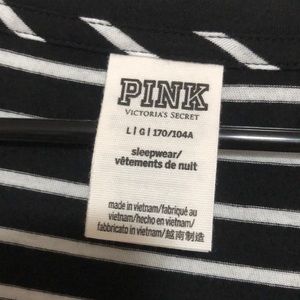 PINK
VICTORIA'S SECRET
L | G | 170/104A
sleepwear/
vêtements de nuit
made in vietnam/fabriqué au
vietnam/hecho en vietnam/
fabbricato in vietnam/越南制造